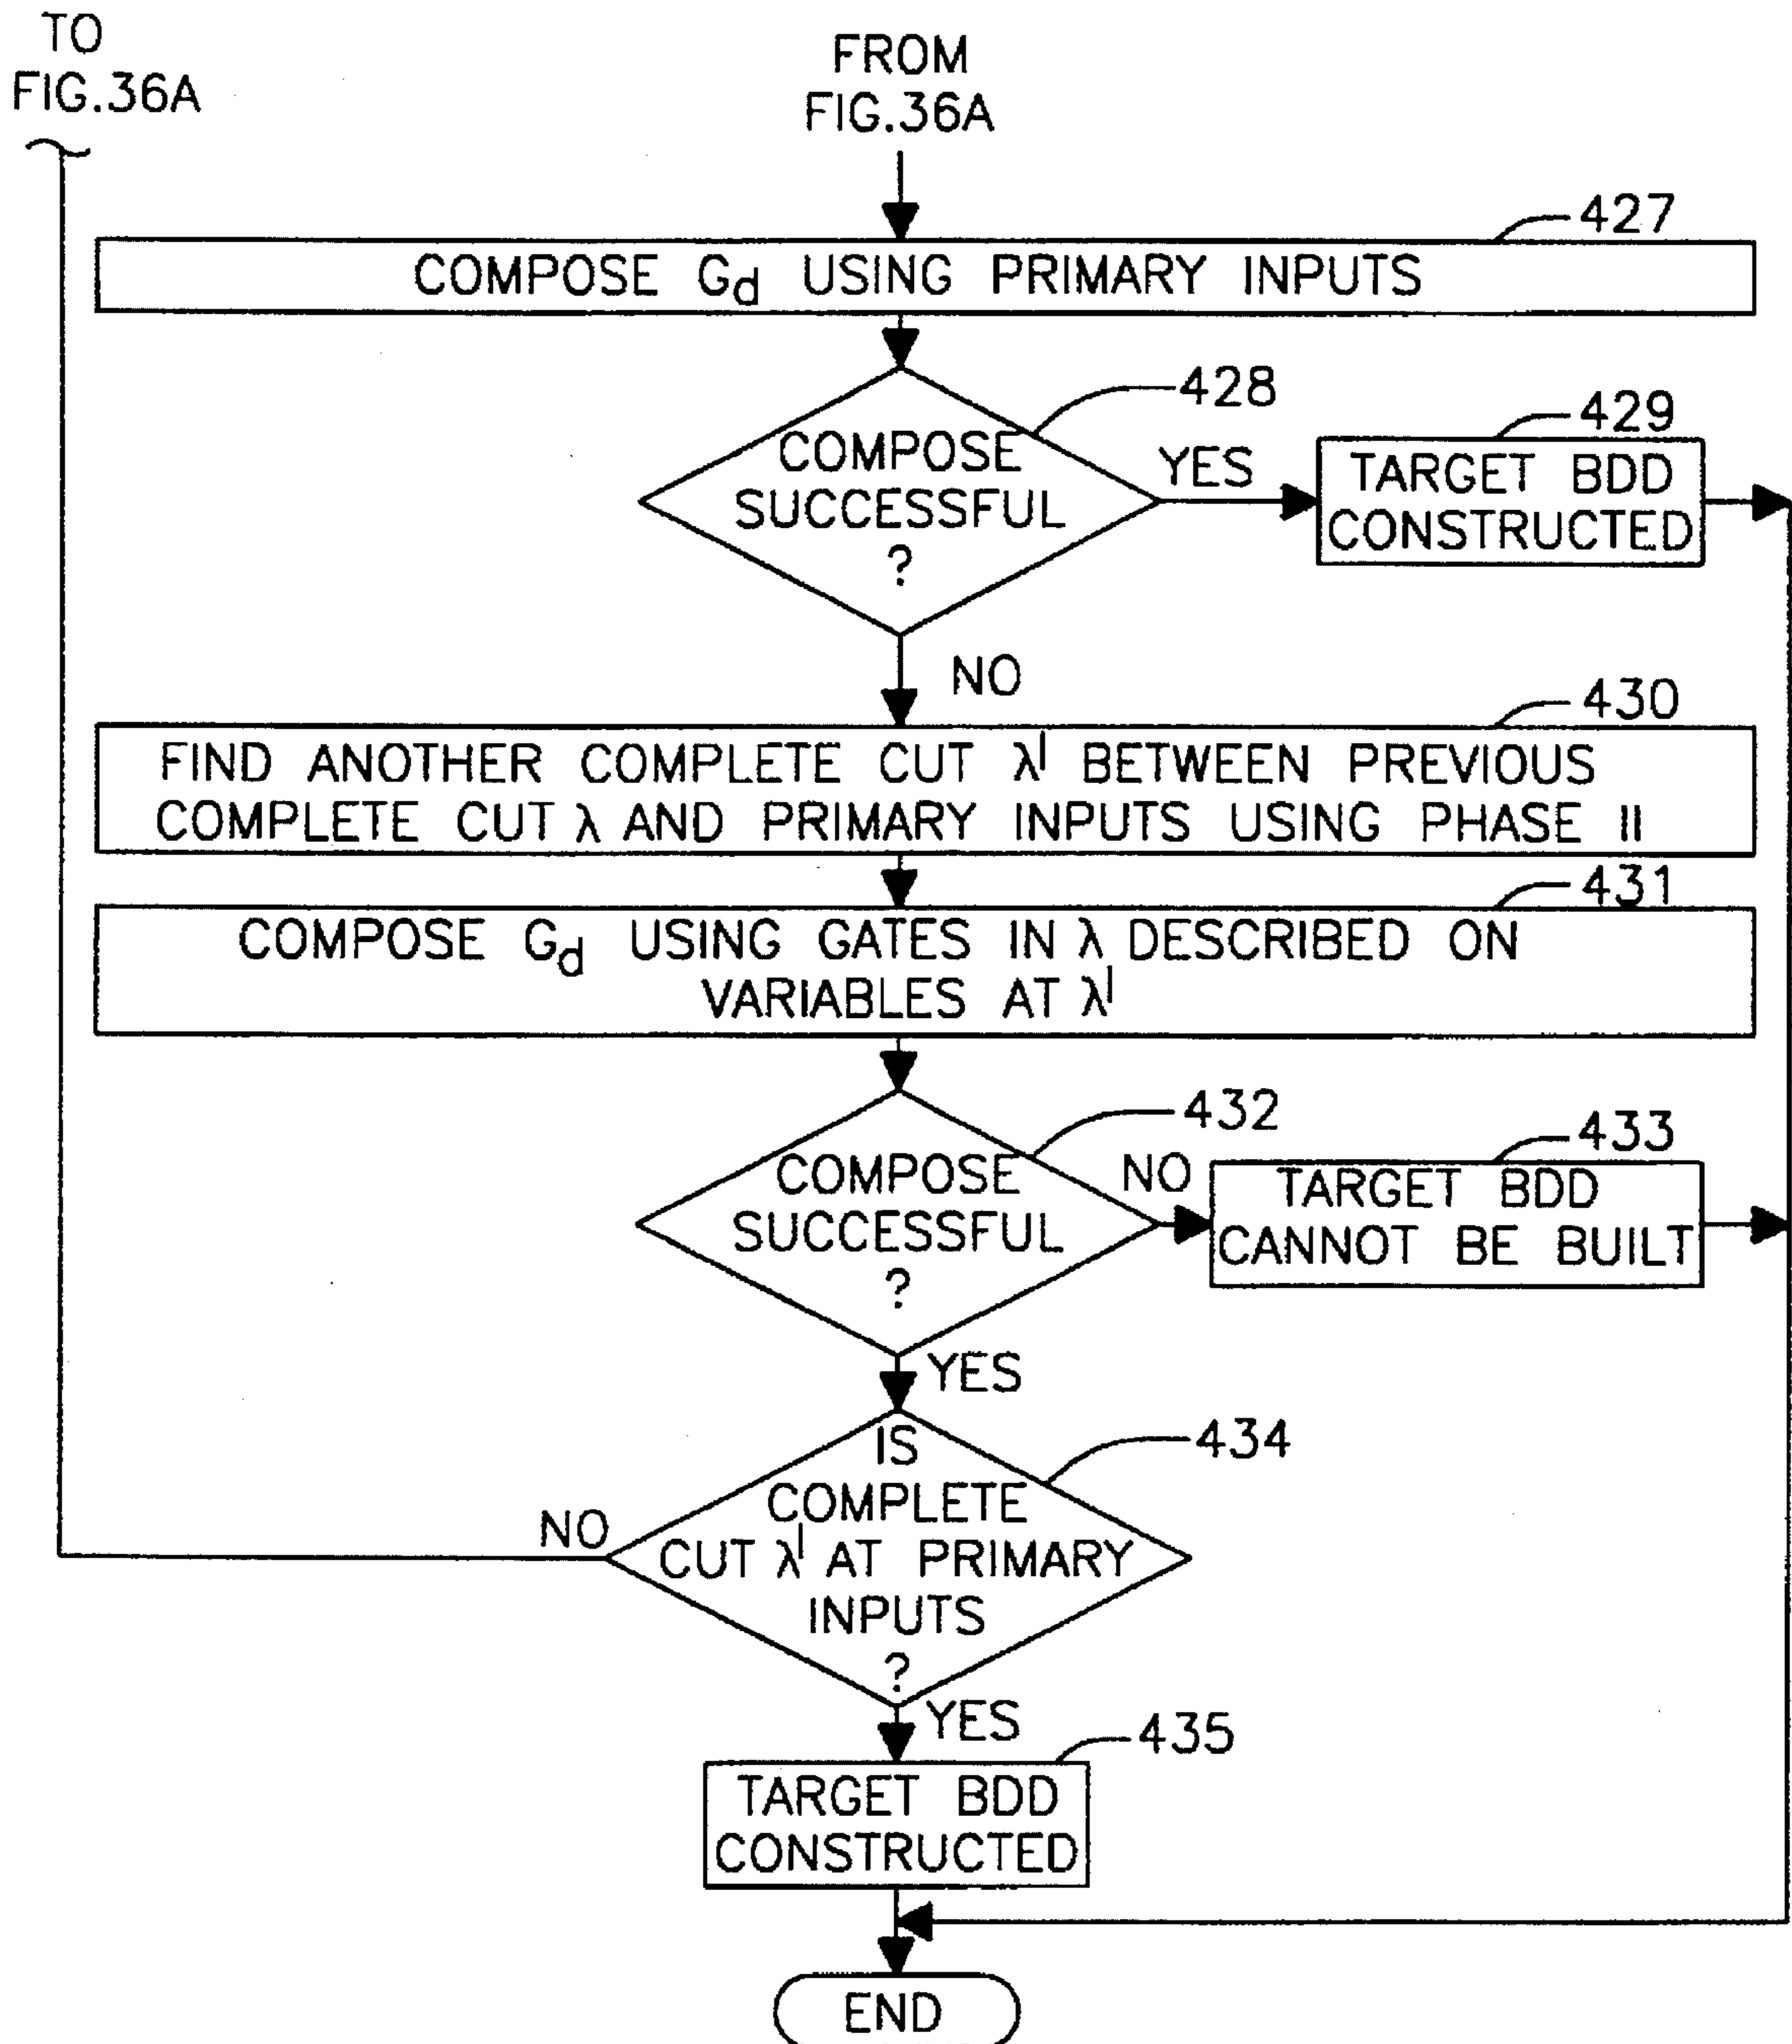 TO
FIG.36A
FROM
FIG.36A
427
COMPOSE Gd USING PRIMARY INPUTS
428
COMPOSE
SUCCESSFUL
?
YES
429
TARGET BDD
CONSTRUCTED
NO
430
FIND ANOTHER COMPLETE CUT λ' BETWEEN PREVIOUS
COMPLETE CUT λ AND PRIMARY INPUTS USING PHASE II
431
COMPOSE Gd USING GATES IN λ DESCRIBED ON
VARIABLES AT λ'
432
COMPOSE
SUCCESSFUL
?
NO
433
TARGET BDD
CANNOT BE BUILT
YES
434
IS
COMPLETE
CUT λ' AT PRIMARY
INPUTS
?
NO
YES
435
TARGET BDD
CONSTRUCTED
END